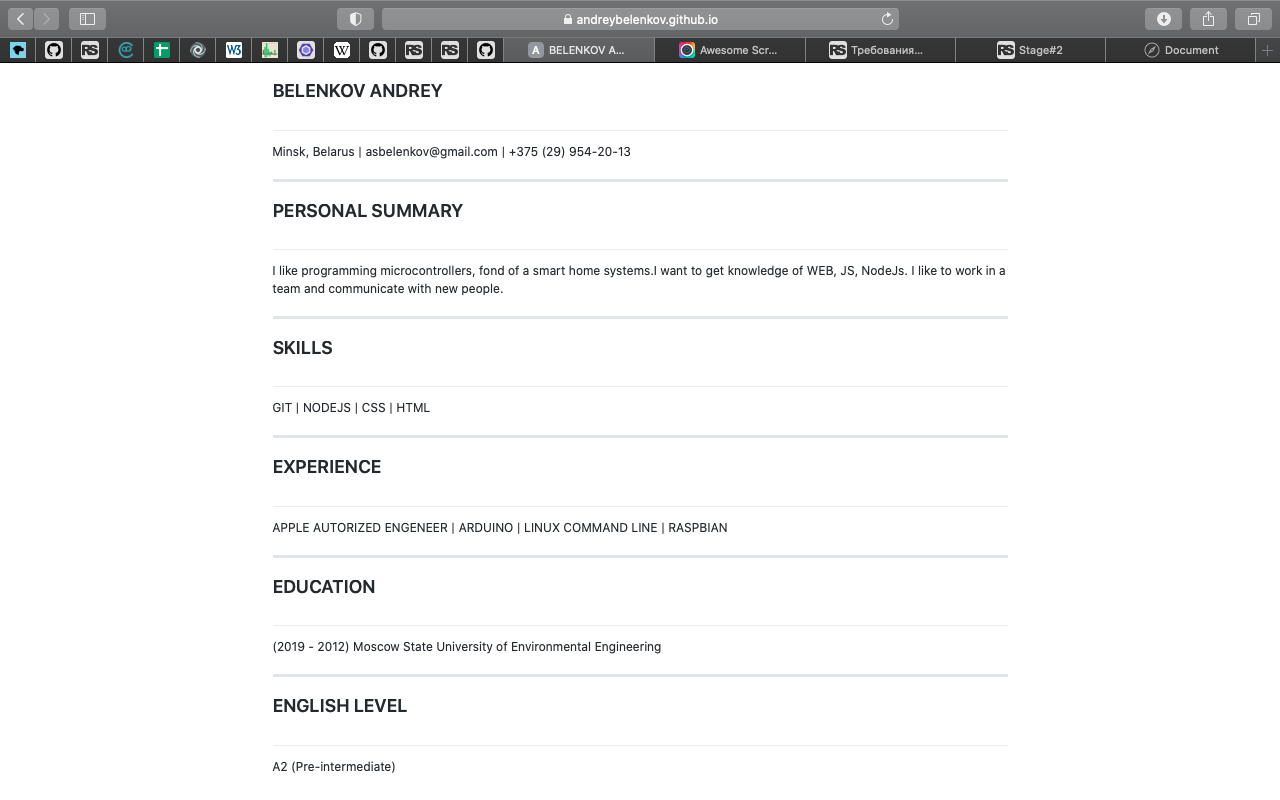 andreybelenkov.github.io
RS
W3
W
RS
RS
A BELENKOV A...
Awesome Scr...
RS Требования...
RS Stage#2
Document
BELENKOV ANDREY
Minsk, Belarus | asbelenkov@gmail.com | +375 (29) 954-20-13
PERSONAL SUMMARY
I like programming microcontrollers, fond of a smart home systems.I want to get knowledge of WEB, JS, NodeJs. I like to work in a
team and communicate with new people.
SKILLS
GIT | NODEJS | CSS | HTML
EXPERIENCE
APPLE AUTORIZED ENGENEER | ARDUINO | LINUX COMMAND LINE | RASPBIAN
EDUCATION
(2019 - 2012) Moscow State University of Environmental Engineering
ENGLISH LEVEL
A2 (Pre-intermediate)